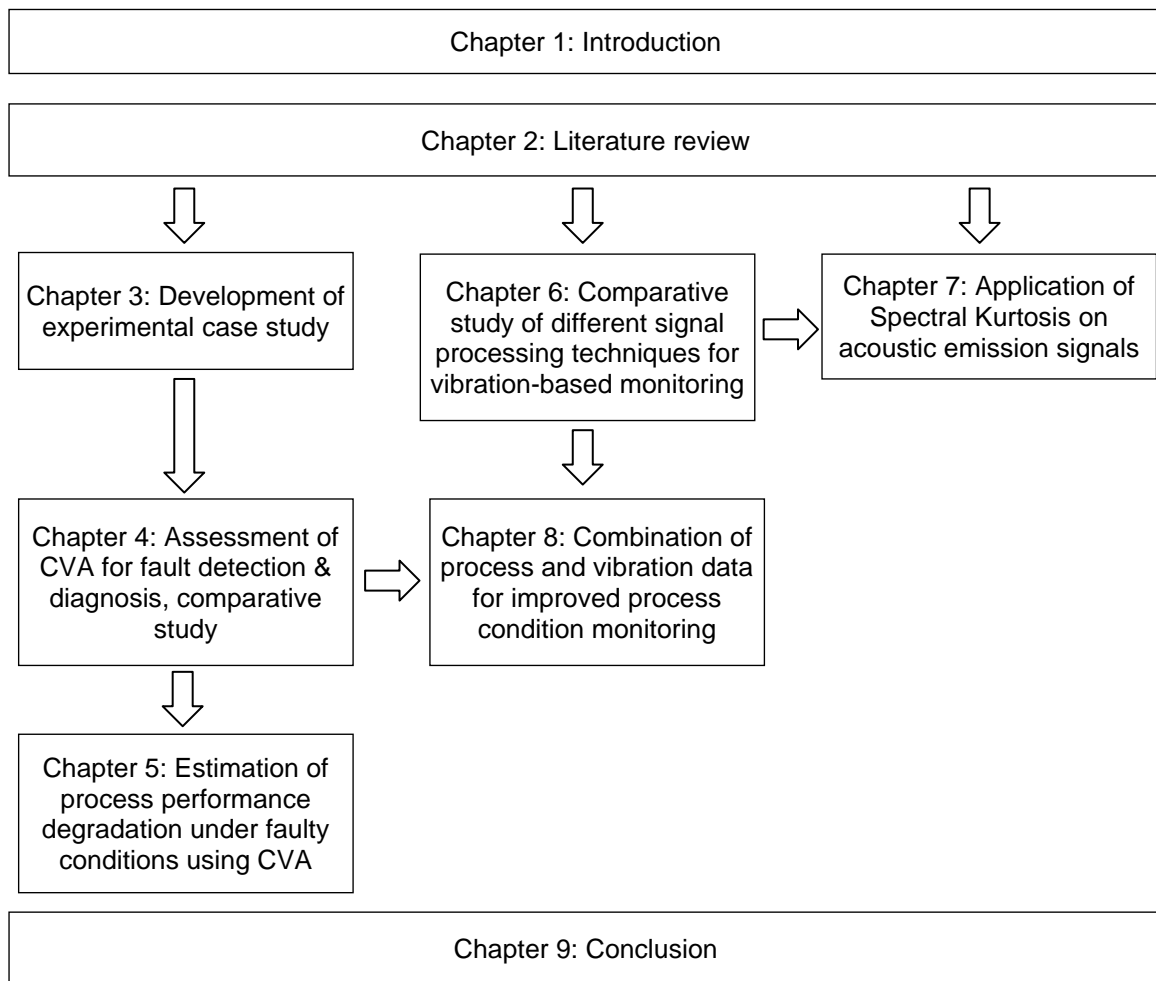 Chapter 1: Introduction
Chapter 2: Literature review
Chapter 3: Development of
experimental case study
Chapter 6: Comparative
study of different signal
processing techniques for
vibration-based monitoring
Chapter 7: Application of
Spectral Kurtosis on
acoustic emission signals
Chapter 4: Assessment of
CVA for fault detection &
diagnosis, comparative
study
Chapter 8: Combination of
process and vibration data
for improved process
condition monitoring
Chapter 5: Estimation of
process performance
degradation under faulty
conditions using CVA
Chapter 9: Conclusion